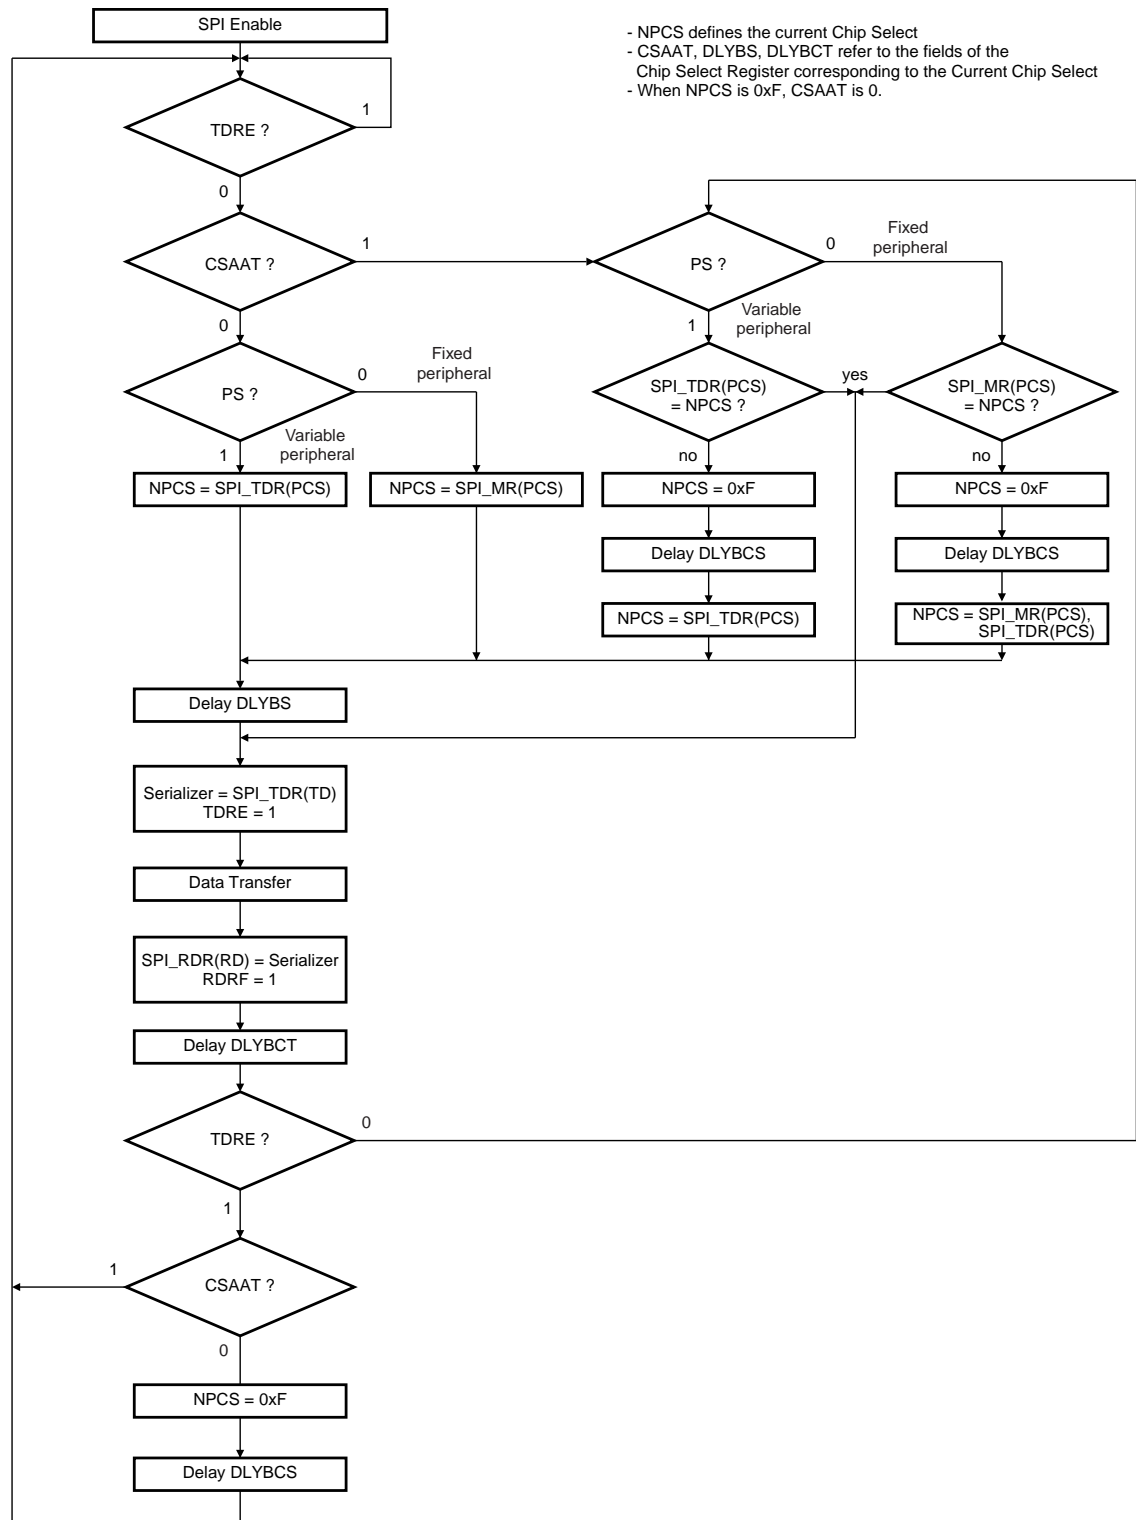 SPI Enable
- NPCS defines the current Chip Select
- CSAAT, DLYBS, DLYBCT refer to the fields of the
Chip Select Register corresponding to the Current Chip Select
- When NPCS is 0xF, CSAAT is 0.
1
TDRE ?
0
CSAAT ?
1
PS ?
0
Fixed
peripheral
0
1
Variable
peripheral
PS ?
0
Fixed
peripheral
SPI_TDR(PCS)
= NPCS ?
yes
SPI_MR(PCS)
= NPCS ?
1
Variable
peripheral
no
no
NPCS = SPI_TDR(PCS)
NPCS = SPI_MR(PCS)
NPCS = 0xF
NPCS = 0xF
Delay DLYBCS
Delay DLYBCS
NPCS = SPI_TDR(PCS)
NPCS = SPI_MR(PCS),
SPI_TDR(PCS)
Delay DLYBS
Serializer = SPI_TDR(TD)
TDRE = 1
Data Transfer
SPI_RDR(RD) = Serializer
RDRF = 1
Delay DLYBCT
TDRE ?
0
1
CSAAT ?
1
0
NPCS = 0xF
Delay DLYBCS